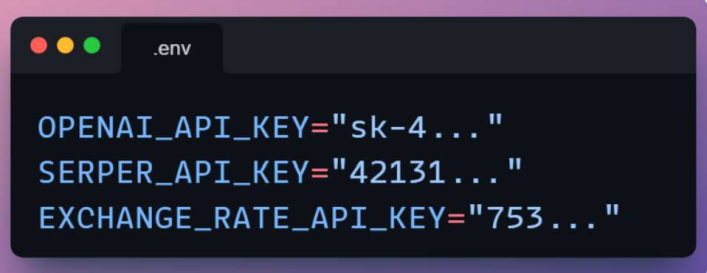 .env
OPENAI_API_KEY="sk-4..."
SERPER_API_KEY="42131..."
EXCHANGE_RATE_API_KEY="753..."